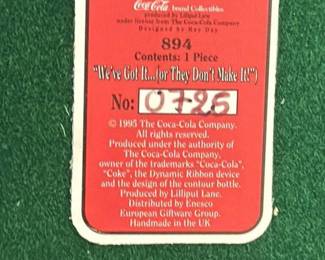 Coca-Cola brand Collectibles
produced by Lilliput Lane
under license from The Coca-Cola Company
Designed by Ray Day
894
Contents: 1 Piece
"We've Got It...(or They Don't Make It!")
No: 0726
© 1995 The Coca-Cola Company.
All rights reserved.
Produced under the authority of
The Coca-Cola Company,
owner of the trademarks "Coca-Cola",
"Coke", the Dynamic Ribbon device
and the design of the contour bottle.
Produced by Lilliput Lane.
Distributed by Enesco
European Giftware Group.
Handmade in the UK